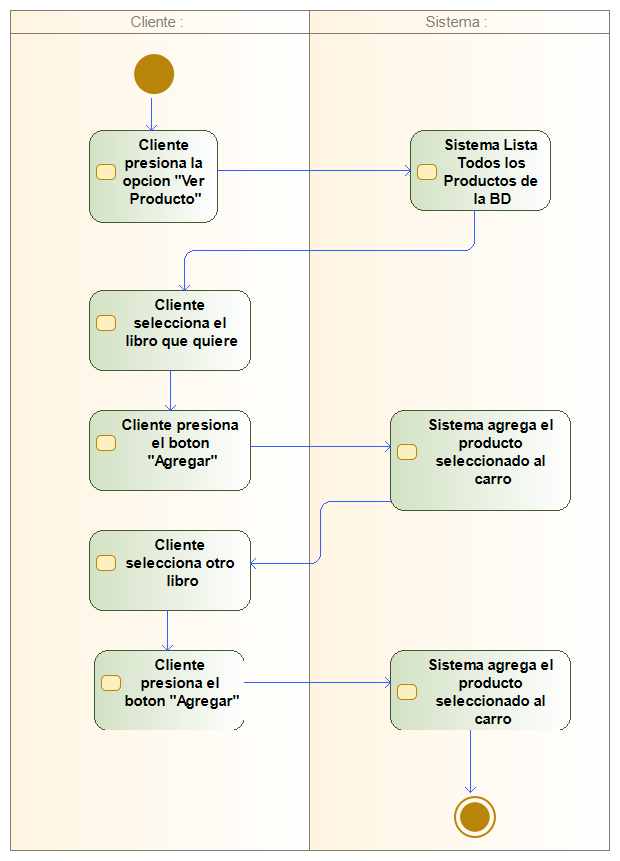 Cliente :
Sistema :
Cliente
presiona la
opcion "Ver
Producto"
Sistema Lista
Todos los
Productos de
la BD
Cliente
selecciona el
libro que quiere
Cliente presiona
el boton
"Agregar"
Sistema agrega el
producto
seleccionado al
carro
Cliente
selecciona otro
libro
Cliente
presiona el
boton "Agregar"
Sistema agrega el
producto
seleccionado al
carro